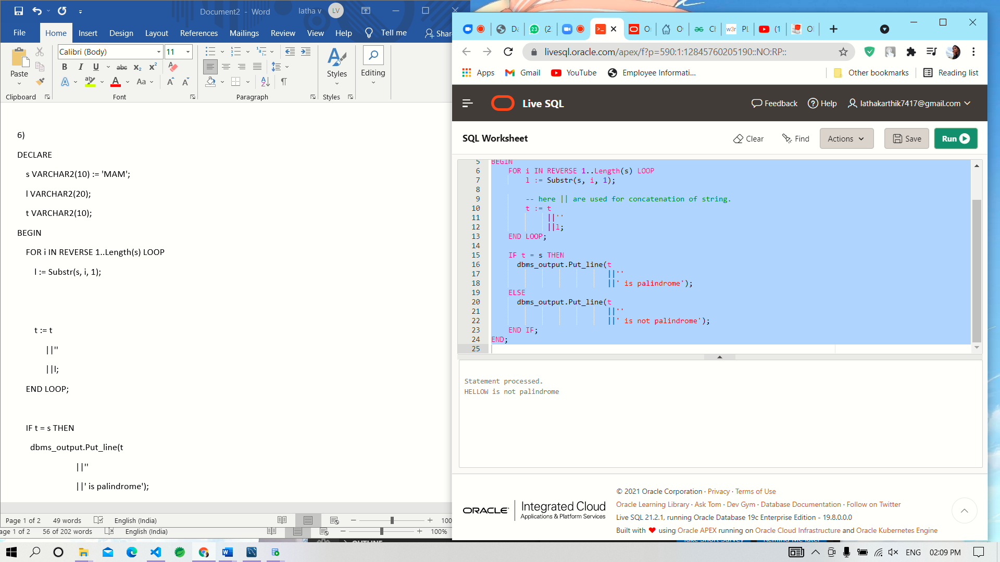 Document2 - Word
latha v
LV
File Home Insert Design Layout References Mailings Review View Help Tell me Shar
Calibri (Body) 11
Paste
Styles
Editing
Clipboard Font Paragraph Styles
6)
DECLARE
s VARCHAR2(10) := 'MAM';
l VARCHAR2(20);
t VARCHAR2(10);
BEGIN
FOR i IN REVERSE 1..Length(s) LOOP
l := Substr(s, i, 1);
t := t
||''
||l;
END LOOP;
IF t = s THEN
dbms_output.Put_line(t
||''
||' is palindrome');
Page 1 of 2 49 words English (India) 100
age 1 of 2 56 of 202 words English (India) 100%
livesql.oracle.com/apex/f?p=590:1:12845760205190::NO:RP::
Apps Gmail YouTube Employee Informati... Other bookmarks Reading list
Live SQL
Feedback Help lathakarthik7417@gmail.com
SQL Worksheet
Clear Find Actions Save Run
5 BEGIN
6 FOR i IN REVERSE 1..Length(s) LOOP
7 l := Substr(s, i, 1);
8
9 -- here || are used for concatenation of string.
10 t := t
11 ||''
12 ||l;
13 END LOOP;
14
15 IF t = s THEN
16 dbms_output.Put_line(t
17 ||''
18 ||' is palindrome');
19 ELSE
20 dbms_output.Put_line(t
21 ||''
22 ||' is not palindrome');
23 END IF;
24 END;
25
Statement processed.
HELLOW is not palindrome
© 2021 Oracle Corporation · Privacy · Terms of Use
ORACLE Integrated Cloud
Applications & Platform Services
Oracle Learning Library · Ask Tom · Dev Gym · Database Documentation · Follow on Twitter
Live SQL 21.2.1, running Oracle Database 19c Enterprise Edition - 19.8.0.0.0
Built with ❤ using Oracle APEX running on Oracle Cloud Infrastructure and Oracle Kubernetes Engine
ENG 02:09 PM